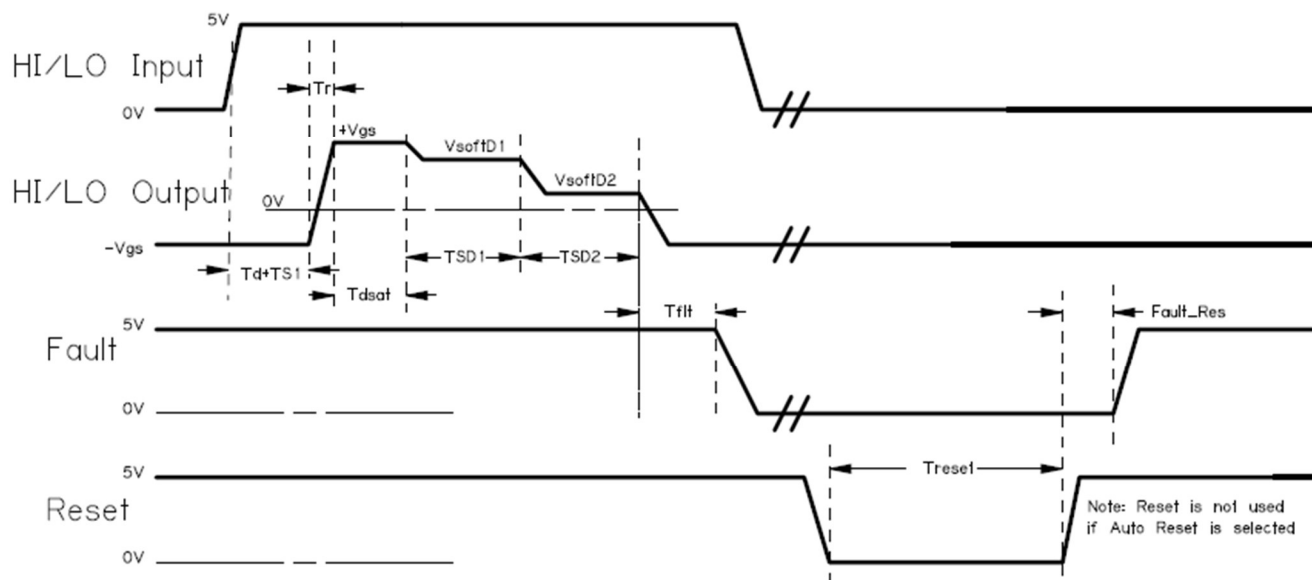 5V
HI/LO Input
Tr
0V
+Vgs
VsoftD1
VsoftD2
HI/LO Output
0V
-Vgs
Td+TS1
TSD1
TSD2
Tdsat
Tflt
Fault_Res
5V
Fault
0V
5V
Treset
Reset
Note: Reset is not used
if Auto Reset is selected
0V